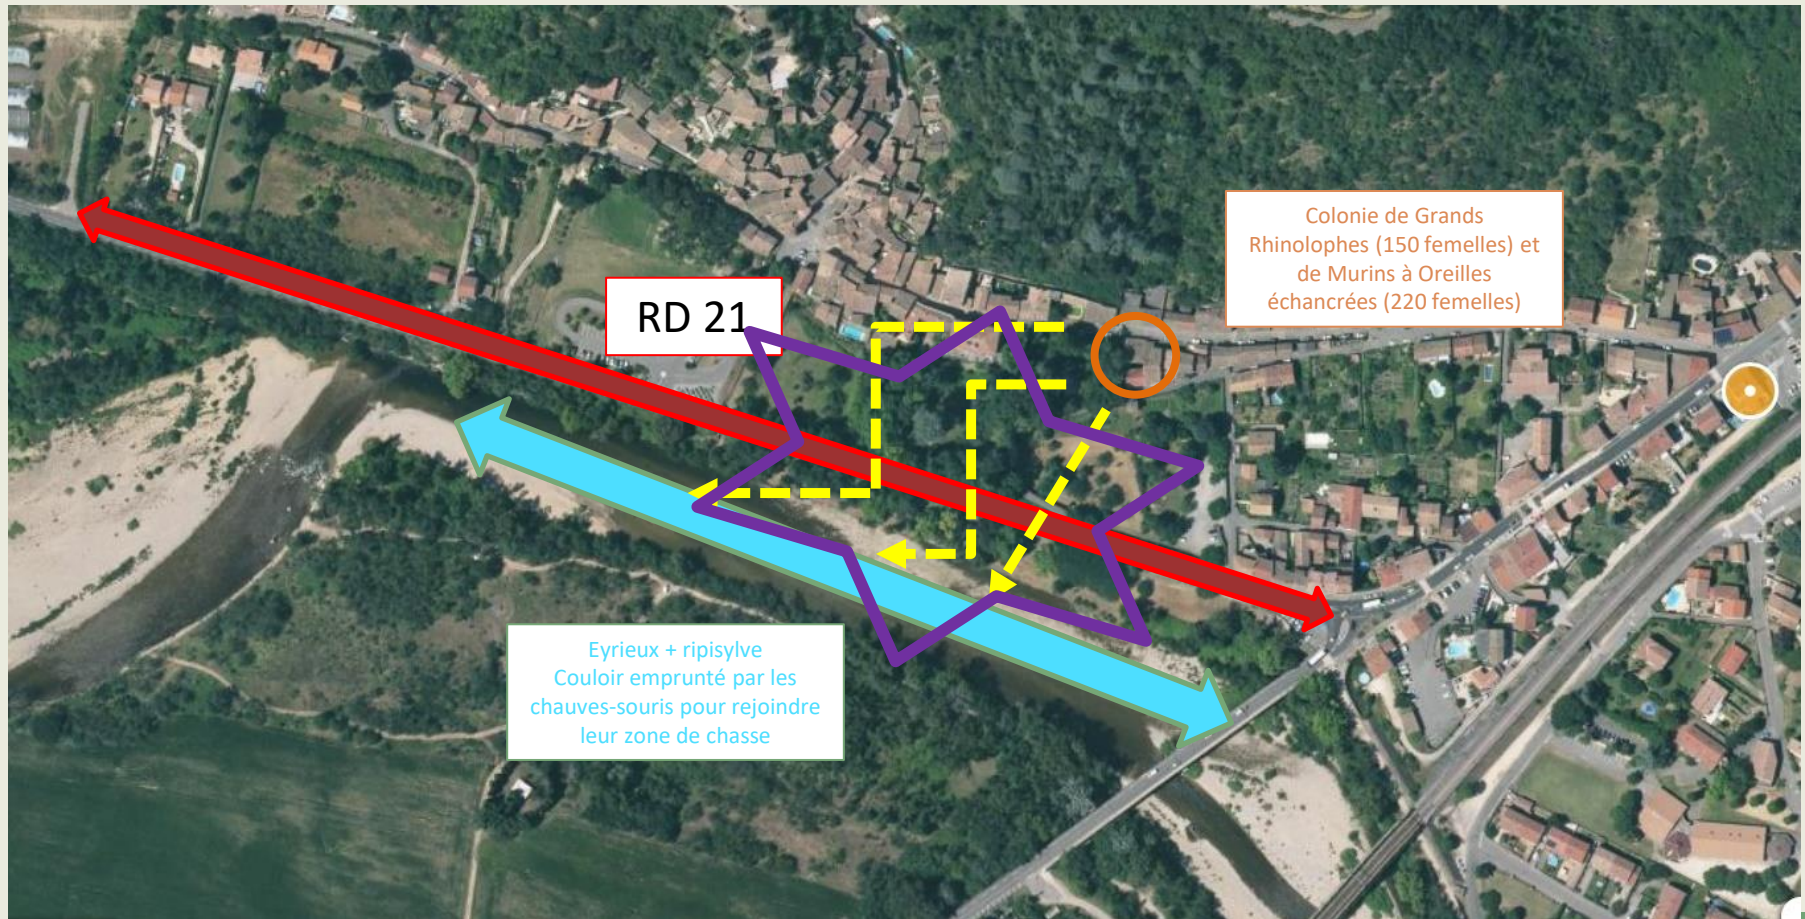 Colonie de Grands
Rhinolophes (150 femelles) et
de Murins à Oreilles
échancrées (220 femelles)
RD 21
Eyrieux + ripisylve
Couloir emprunté par les
chauves-souris pour rejoindre
leur zone de chasse